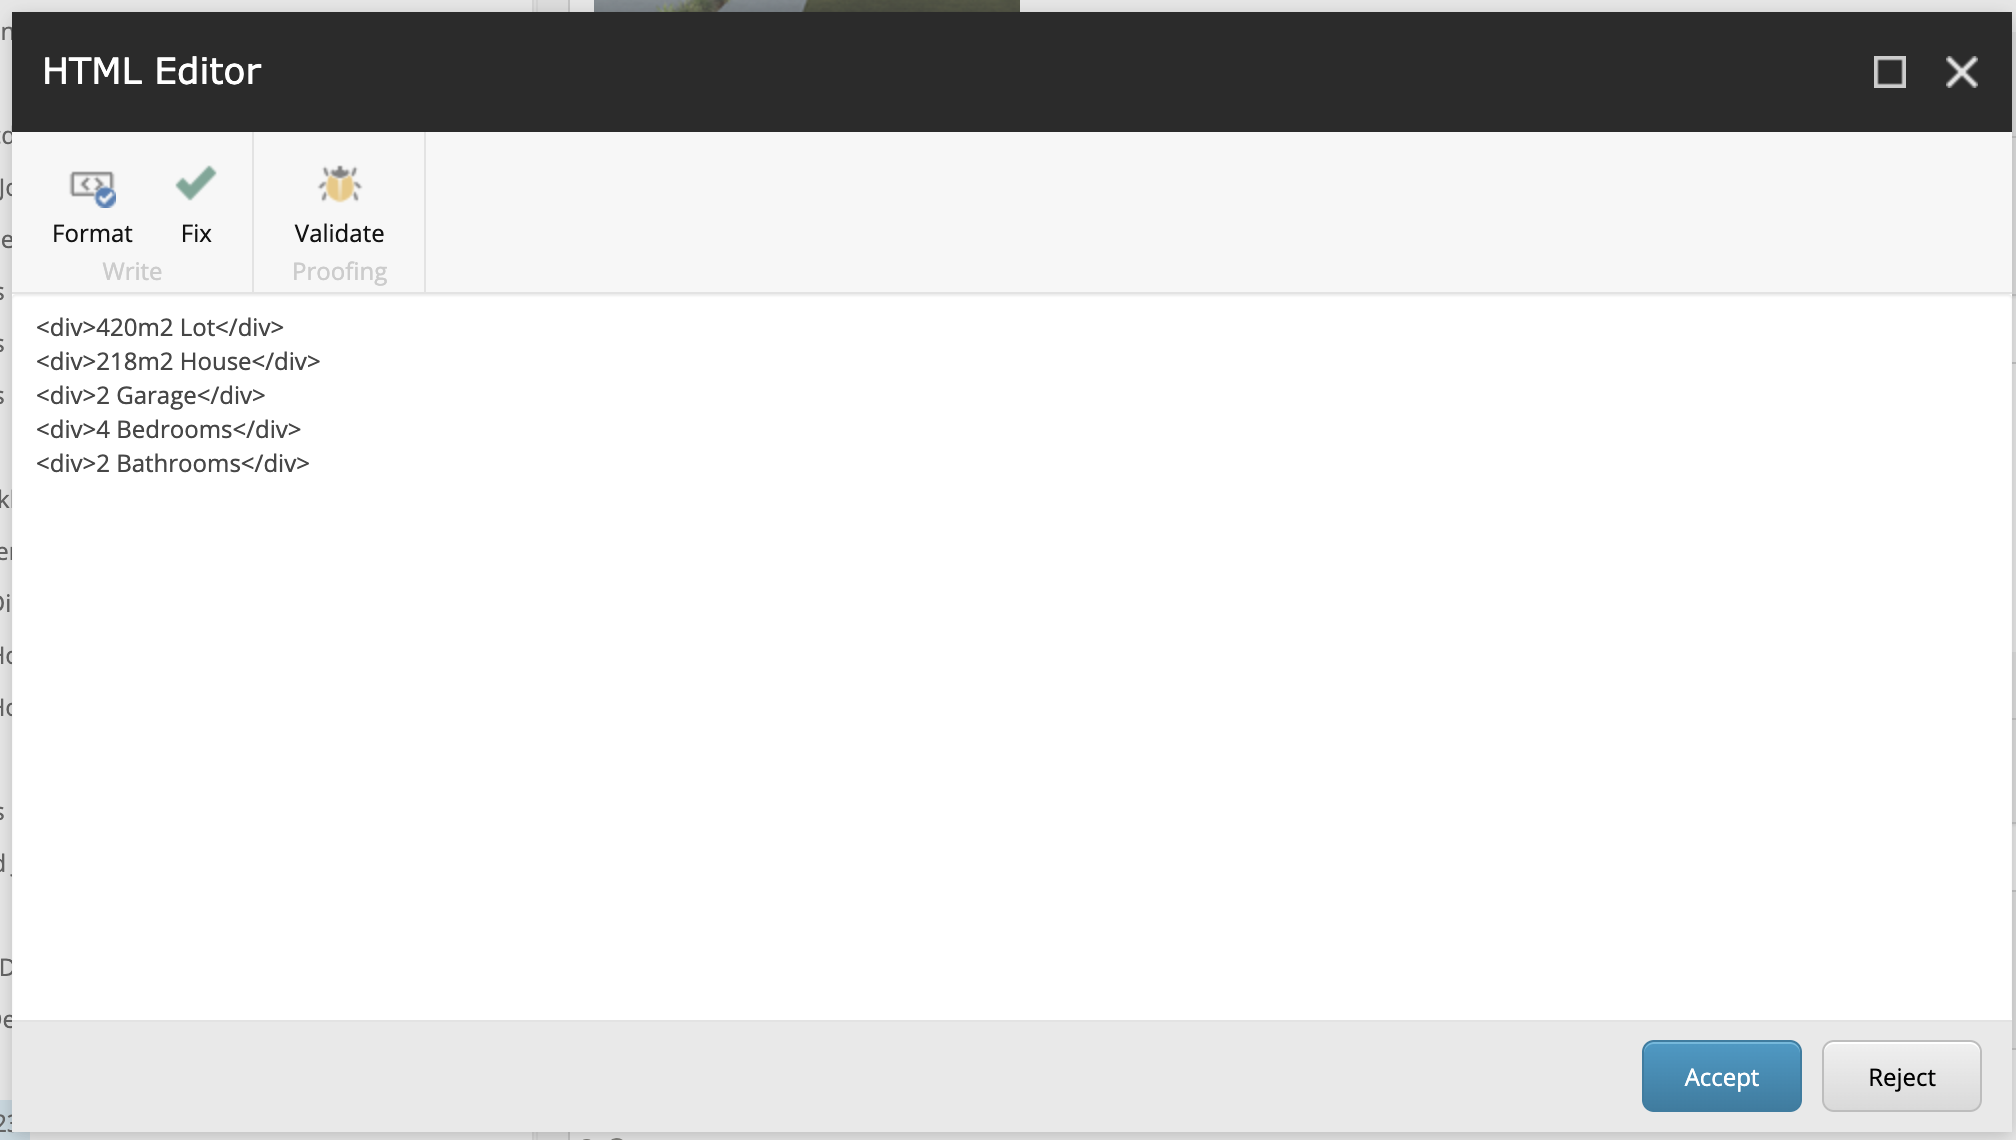 HTML Editor
Format
Fix
Write
Validate
Proofing
<div>420m2 Lot</div>
<div>218m2 House</div>
<div>2 Garage</div>
<div>4 Bedrooms</div>
<div>2 Bathrooms</div>
Accept
Reject